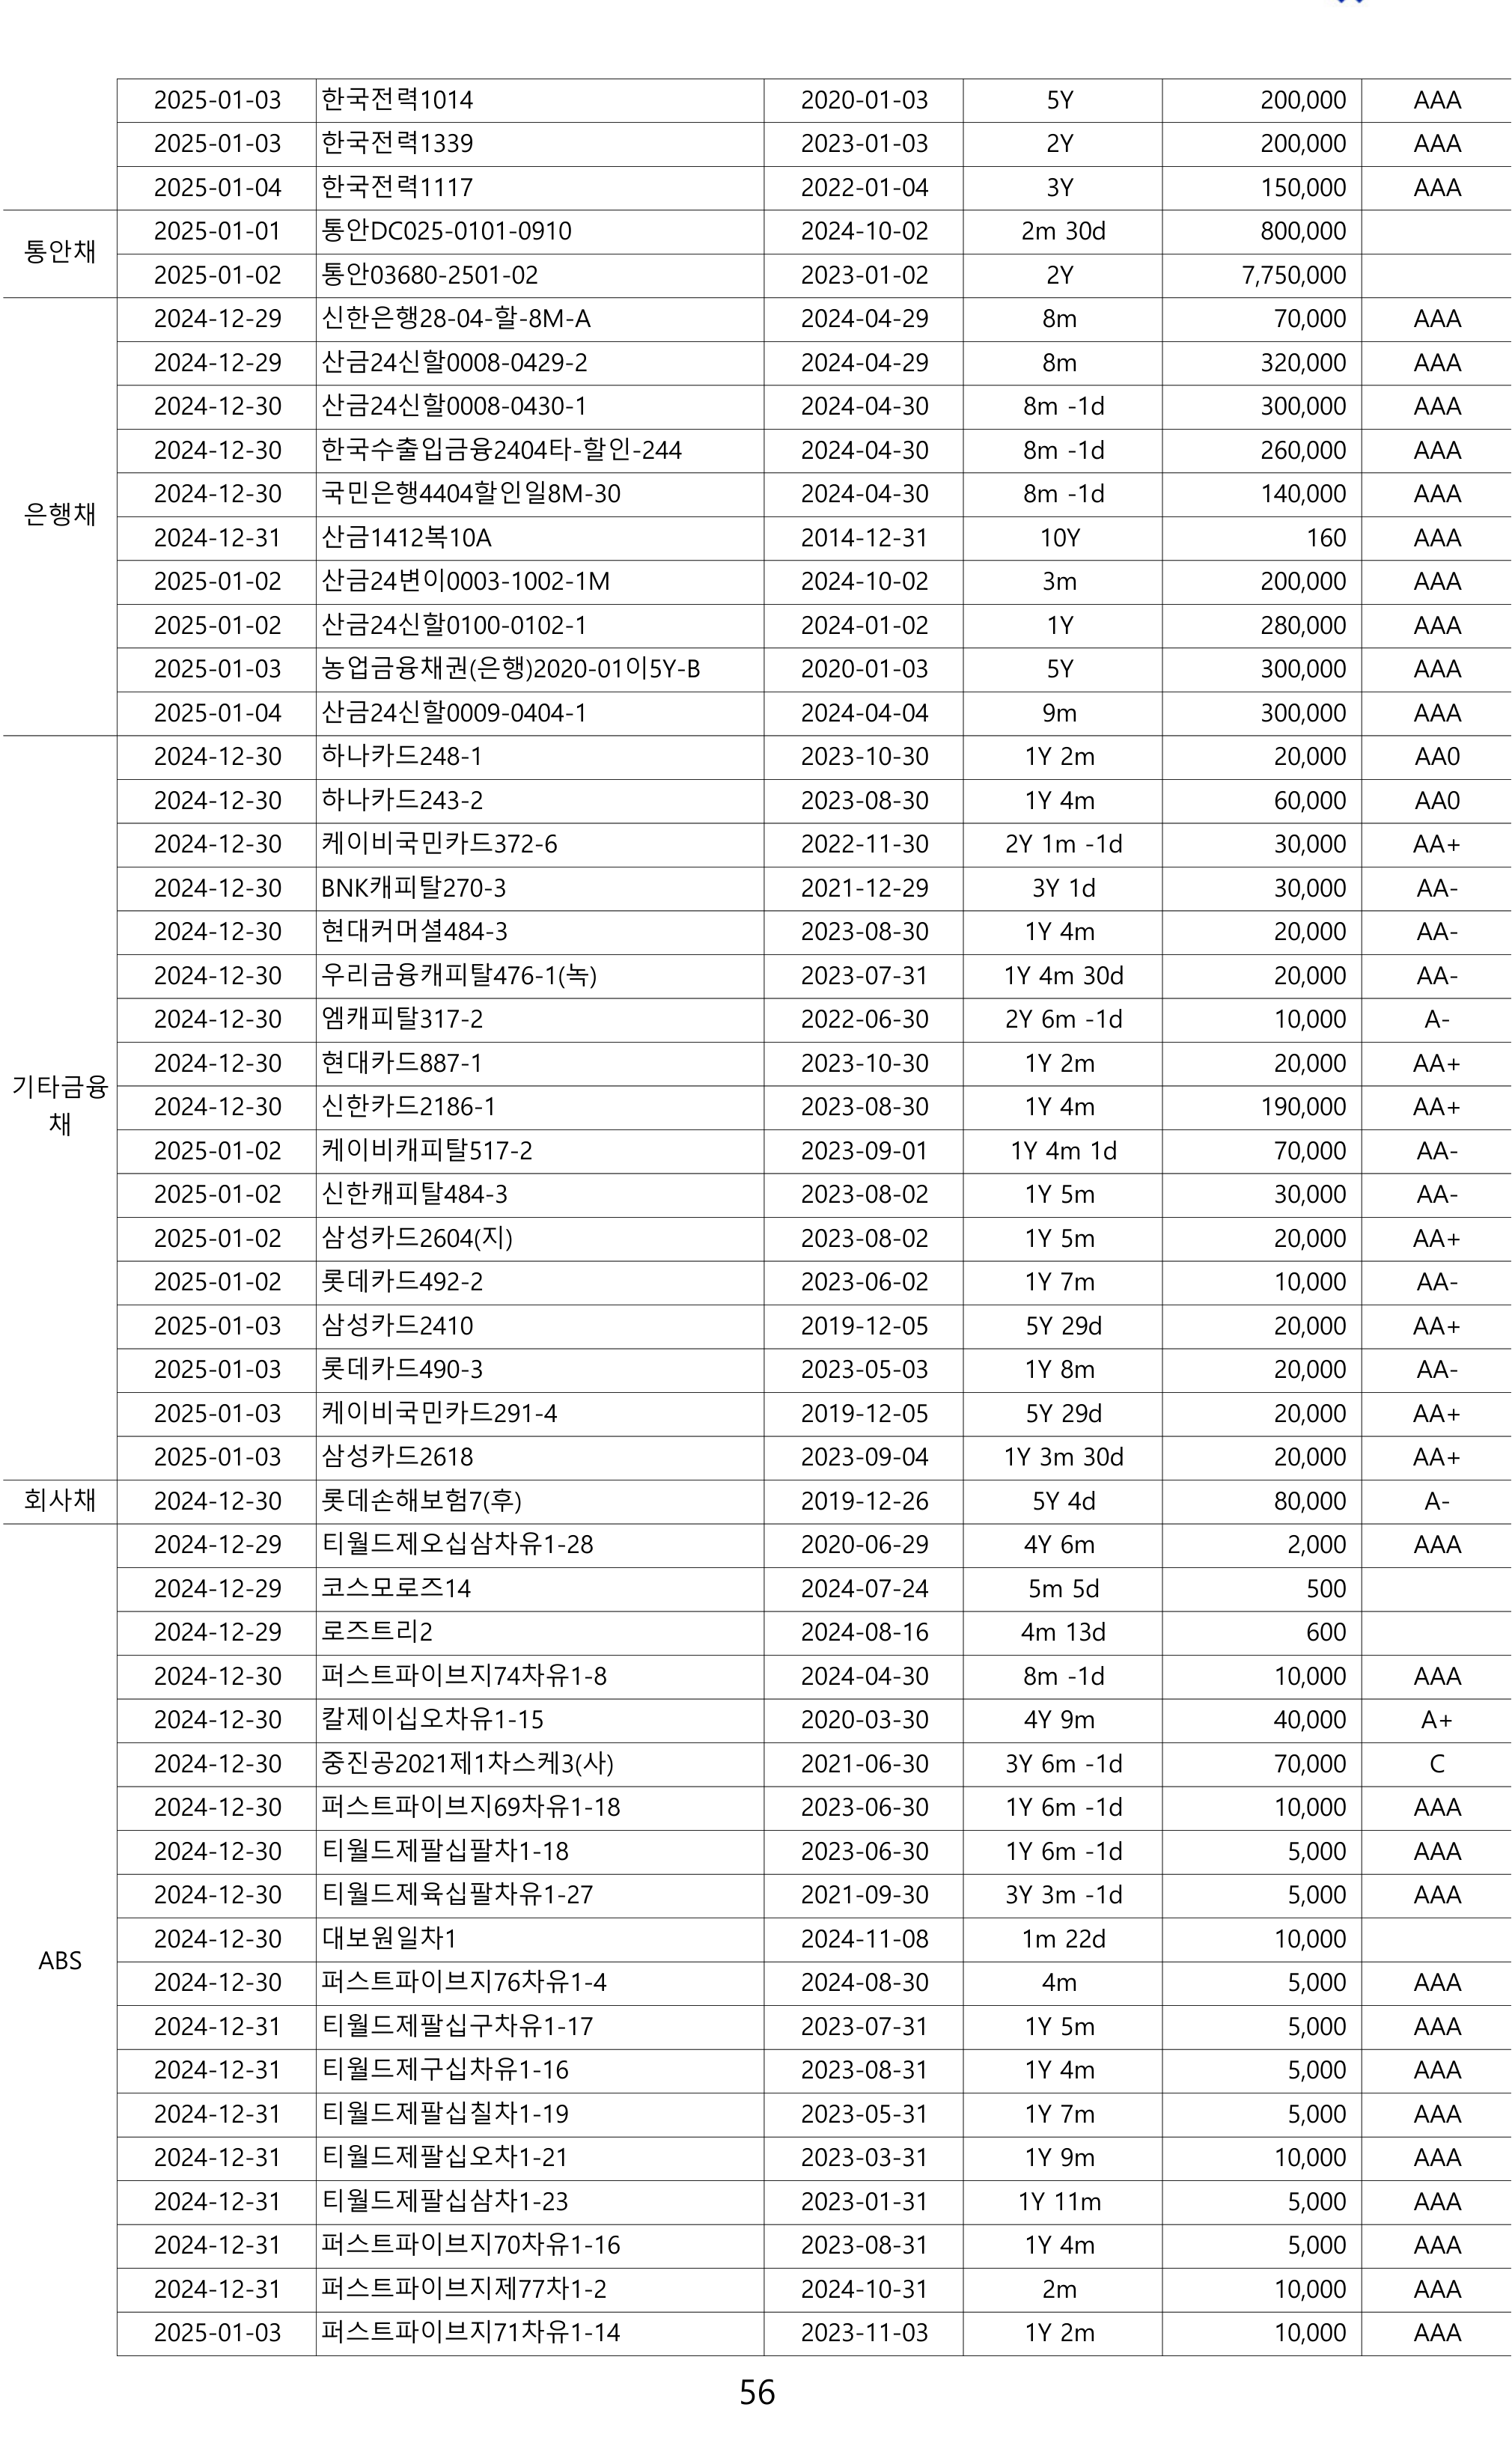 2025-01-03 한국전력1014 2020-01-03 5Y 200,000 AAA
2025-01-03 한국전력1339 2023-01-03 2Y 200,000 AAA
2025-01-04 한국전력1117 2022-01-04 3Y 150,000 AAA
통안채
2025-01-01 통안DC025-0101-0910 2024-10-02 2m 30d 800,000
2025-01-02 통안03680-2501-02 2023-01-02 2Y 7,750,000
은행채
2024-12-29 신한은행28-04-할-8M-A 2024-04-29 8m 70,000 AAA
2024-12-29 산금24신할0008-0429-2 2024-04-29 8m 320,000 AAA
2024-12-30 산금24신할0008-0430-1 2024-04-30 8m -1d 300,000 AAA
2024-12-30 한국수출입금융2404타-할인-244 2024-04-30 8m -1d 260,000 AAA
2024-12-30 국민은행4404할인일8M-30 2024-04-30 8m -1d 140,000 AAA
2024-12-31 산금1412복10A 2014-12-31 10Y 160 AAA
2025-01-02 산금24변이0003-1002-1M 2024-10-02 3m 200,000 AAA
2025-01-02 산금24신할0100-0102-1 2024-01-02 1Y 280,000 AAA
2025-01-03 농업금융채권(은행)2020-01이5Y-B 2020-01-03 5Y 300,000 AAA
2025-01-04 산금24신할0009-0404-1 2024-04-04 9m 300,000 AAA
기타금융
채
2024-12-30 하나카드248-1 2023-10-30 1Y 2m 20,000 AA0
2024-12-30 하나카드243-2 2023-08-30 1Y 4m 60,000 AA0
2024-12-30 케이비국민카드372-6 2022-11-30 2Y 1m -1d 30,000 AA+
2024-12-30 BNK캐피탈270-3 2021-12-29 3Y 1d 30,000 AA-
2024-12-30 현대커머셜484-3 2023-08-30 1Y 4m 20,000 AA-
2024-12-30 우리금융캐피탈476-1(녹) 2023-07-31 1Y 4m 30d 20,000 AA-
2024-12-30 엠캐피탈317-2 2022-06-30 2Y 6m -1d 10,000 A-
2024-12-30 현대카드887-1 2023-10-30 1Y 2m 20,000 AA+
2024-12-30 신한카드2186-1 2023-08-30 1Y 4m 190,000 AA+
2025-01-02 케이비캐피탈517-2 2023-09-01 1Y 4m 1d 70,000 AA-
2025-01-02 신한캐피탈484-3 2023-08-02 1Y 5m 30,000 AA-
2025-01-02 삼성카드2604(지) 2023-08-02 1Y 5m 20,000 AA+
2025-01-02 롯데카드492-2 2023-06-02 1Y 7m 10,000 AA-
2025-01-03 삼성카드2410 2019-12-05 5Y 29d 20,000 AA+
2025-01-03 롯데카드490-3 2023-05-03 1Y 8m 20,000 AA-
2025-01-03 케이비국민카드291-4 2019-12-05 5Y 29d 20,000 AA+
2025-01-03 삼성카드2618 2023-09-04 1Y 3m 30d 20,000 AA+
회사채 2024-12-30 롯데손해보험7(후) 2019-12-26 5Y 4d 80,000 A-
ABS
2024-12-29 티월드제오십삼차유1-28 2020-06-29 4Y 6m 2,000 AAA
2024-12-29 코스모로즈14 2024-07-24 5m 5d 500
2024-12-29 로즈트리2 2024-08-16 4m 13d 600
2024-12-30 퍼스트파이브지74차유1-8 2024-04-30 8m -1d 10,000 AAA
2024-12-30 칼제이십오차유1-15 2020-03-30 4Y 9m 40,000 A+
2024-12-30 중진공2021제1차스케3(사) 2021-06-30 3Y 6m -1d 70,000 C
2024-12-30 퍼스트파이브지69차유1-18 2023-06-30 1Y 6m -1d 10,000 AAA
2024-12-30 티월드제팔십팔차1-18 2023-06-30 1Y 6m -1d 5,000 AAA
2024-12-30 티월드제육십팔차유1-27 2021-09-30 3Y 3m -1d 5,000 AAA
2024-12-30 대보원일차1 2024-11-08 1m 22d 10,000
2024-12-30 퍼스트파이브지76차유1-4 2024-08-30 4m 5,000 AAA
2024-12-31 티월드제팔십구차유1-17 2023-07-31 1Y 5m 5,000 AAA
2024-12-31 티월드제구십차유1-16 2023-08-31 1Y 4m 5,000 AAA
2024-12-31 티월드제팔십칠차1-19 2023-05-31 1Y 7m 5,000 AAA
2024-12-31 티월드제팔십오차1-21 2023-03-31 1Y 9m 10,000 AAA
2024-12-31 티월드제팔십삼차1-23 2023-01-31 1Y 11m 5,000 AAA
2024-12-31 퍼스트파이브지70차유1-16 2023-08-31 1Y 4m 5,000 AAA
2024-12-31 퍼스트파이브지제77차1-2 2024-10-31 2m 10,000 AAA
2025-01-03 퍼스트파이브지71차유1-14 2023-11-03 1Y 2m 10,000 AAA
56